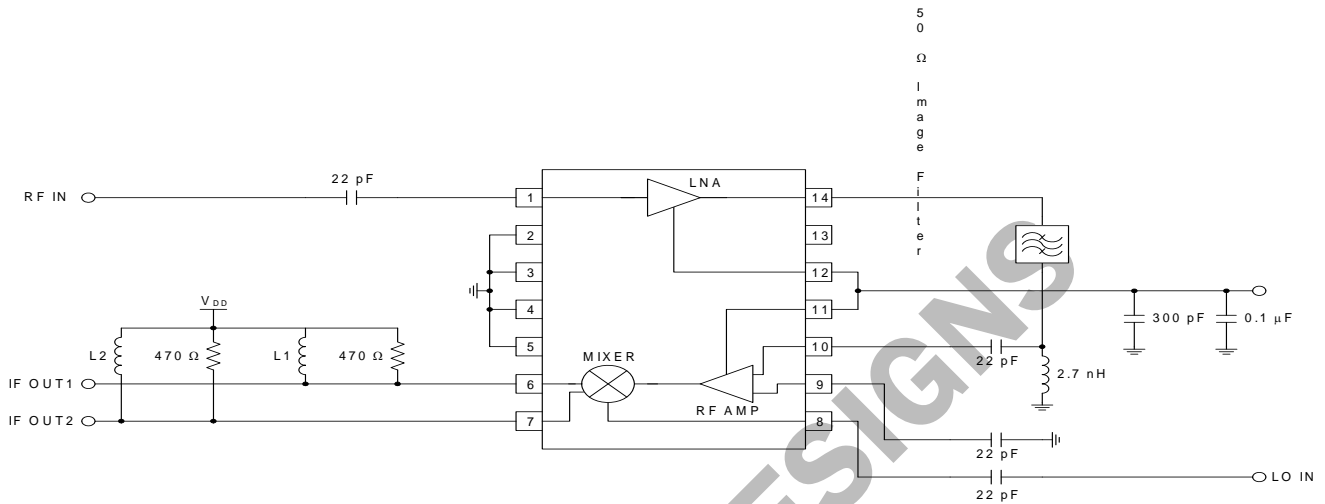 50 Ω Image Filter
RF IN
22 pF
LNA
1
2
3
4
5
6
7
14
13
12
11
10
9
8
MIXER
RF AMP
VDD
L2
470 Ω
L1
470 Ω
IF OUT1
IF OUT2
300 pF
0.1 µF
22 pF
2.7 nH
22 pF
22 pF
LO IN
ESIGNS